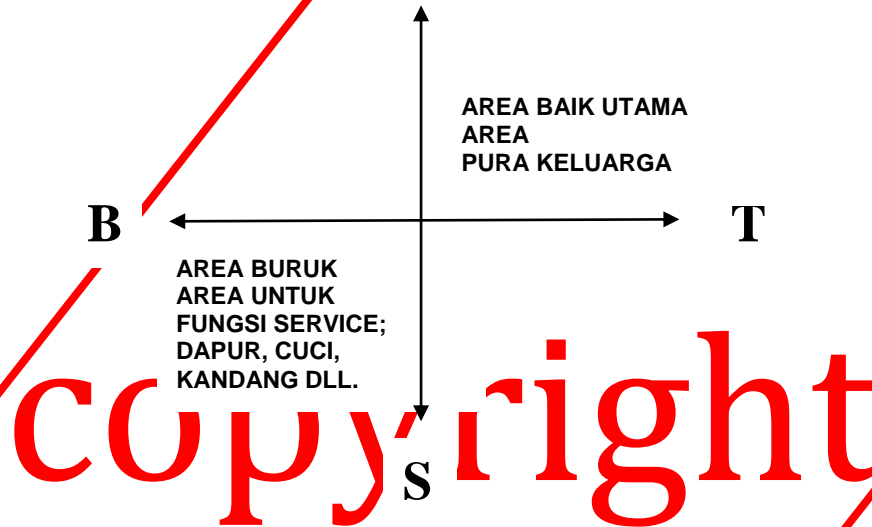 AREA BAIK UTAMA
AREA
PURA KELUARGA
B
T
AREA BURUK
AREA UNTUK
FUNGSI SERVICE;
DAPUR, CUCI,
KANDANG DLL.
copyright
S